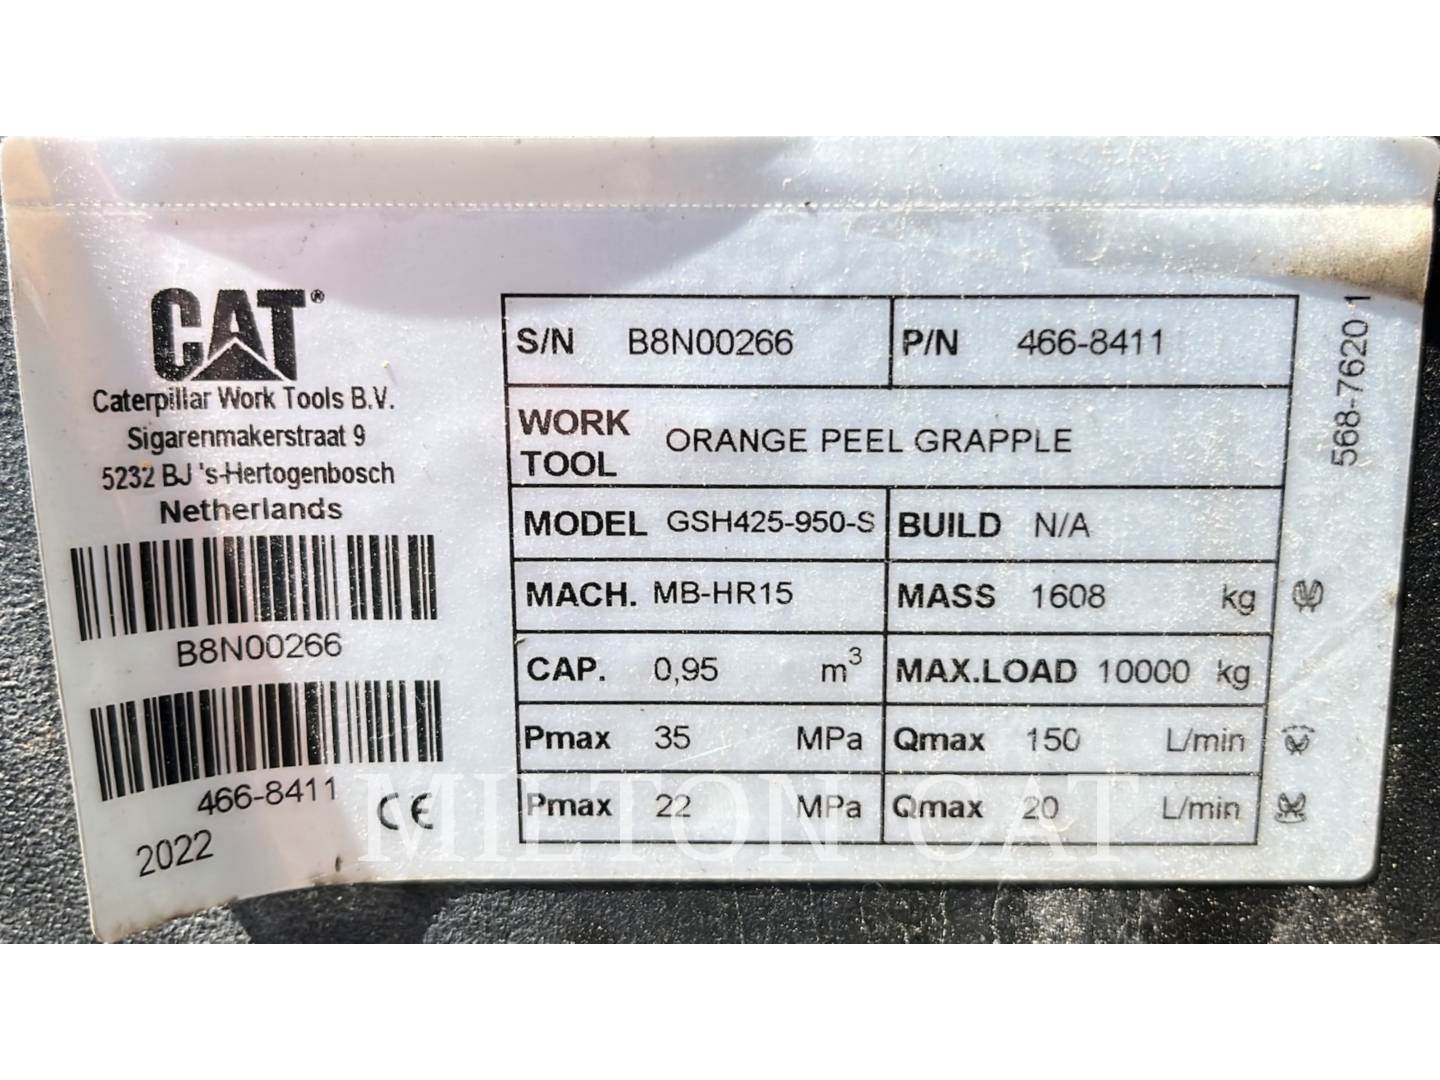 CAT®
Caterpillar Work Tools B.V.
Sigarenmakerstraat 9
5232 BJ 's-Hertogenbosch
Netherlands
B8N00266
466-8411
2022 CE
S/N B8N00266 P/N 466-8411
WORK TOOL ORANGE PEEL GRAPPLE
MODEL GSH425-950-S BUILD N/A
MACH. MB-HR15 MASS 1608 kg
CAP. 0,95 m³ MAX.LOAD 10000 kg
Pmax 35 MPa Qmax 150 L/min
Pmax 22 MPa Qmax 20 L/min
568-7620 1
MILTON CAT